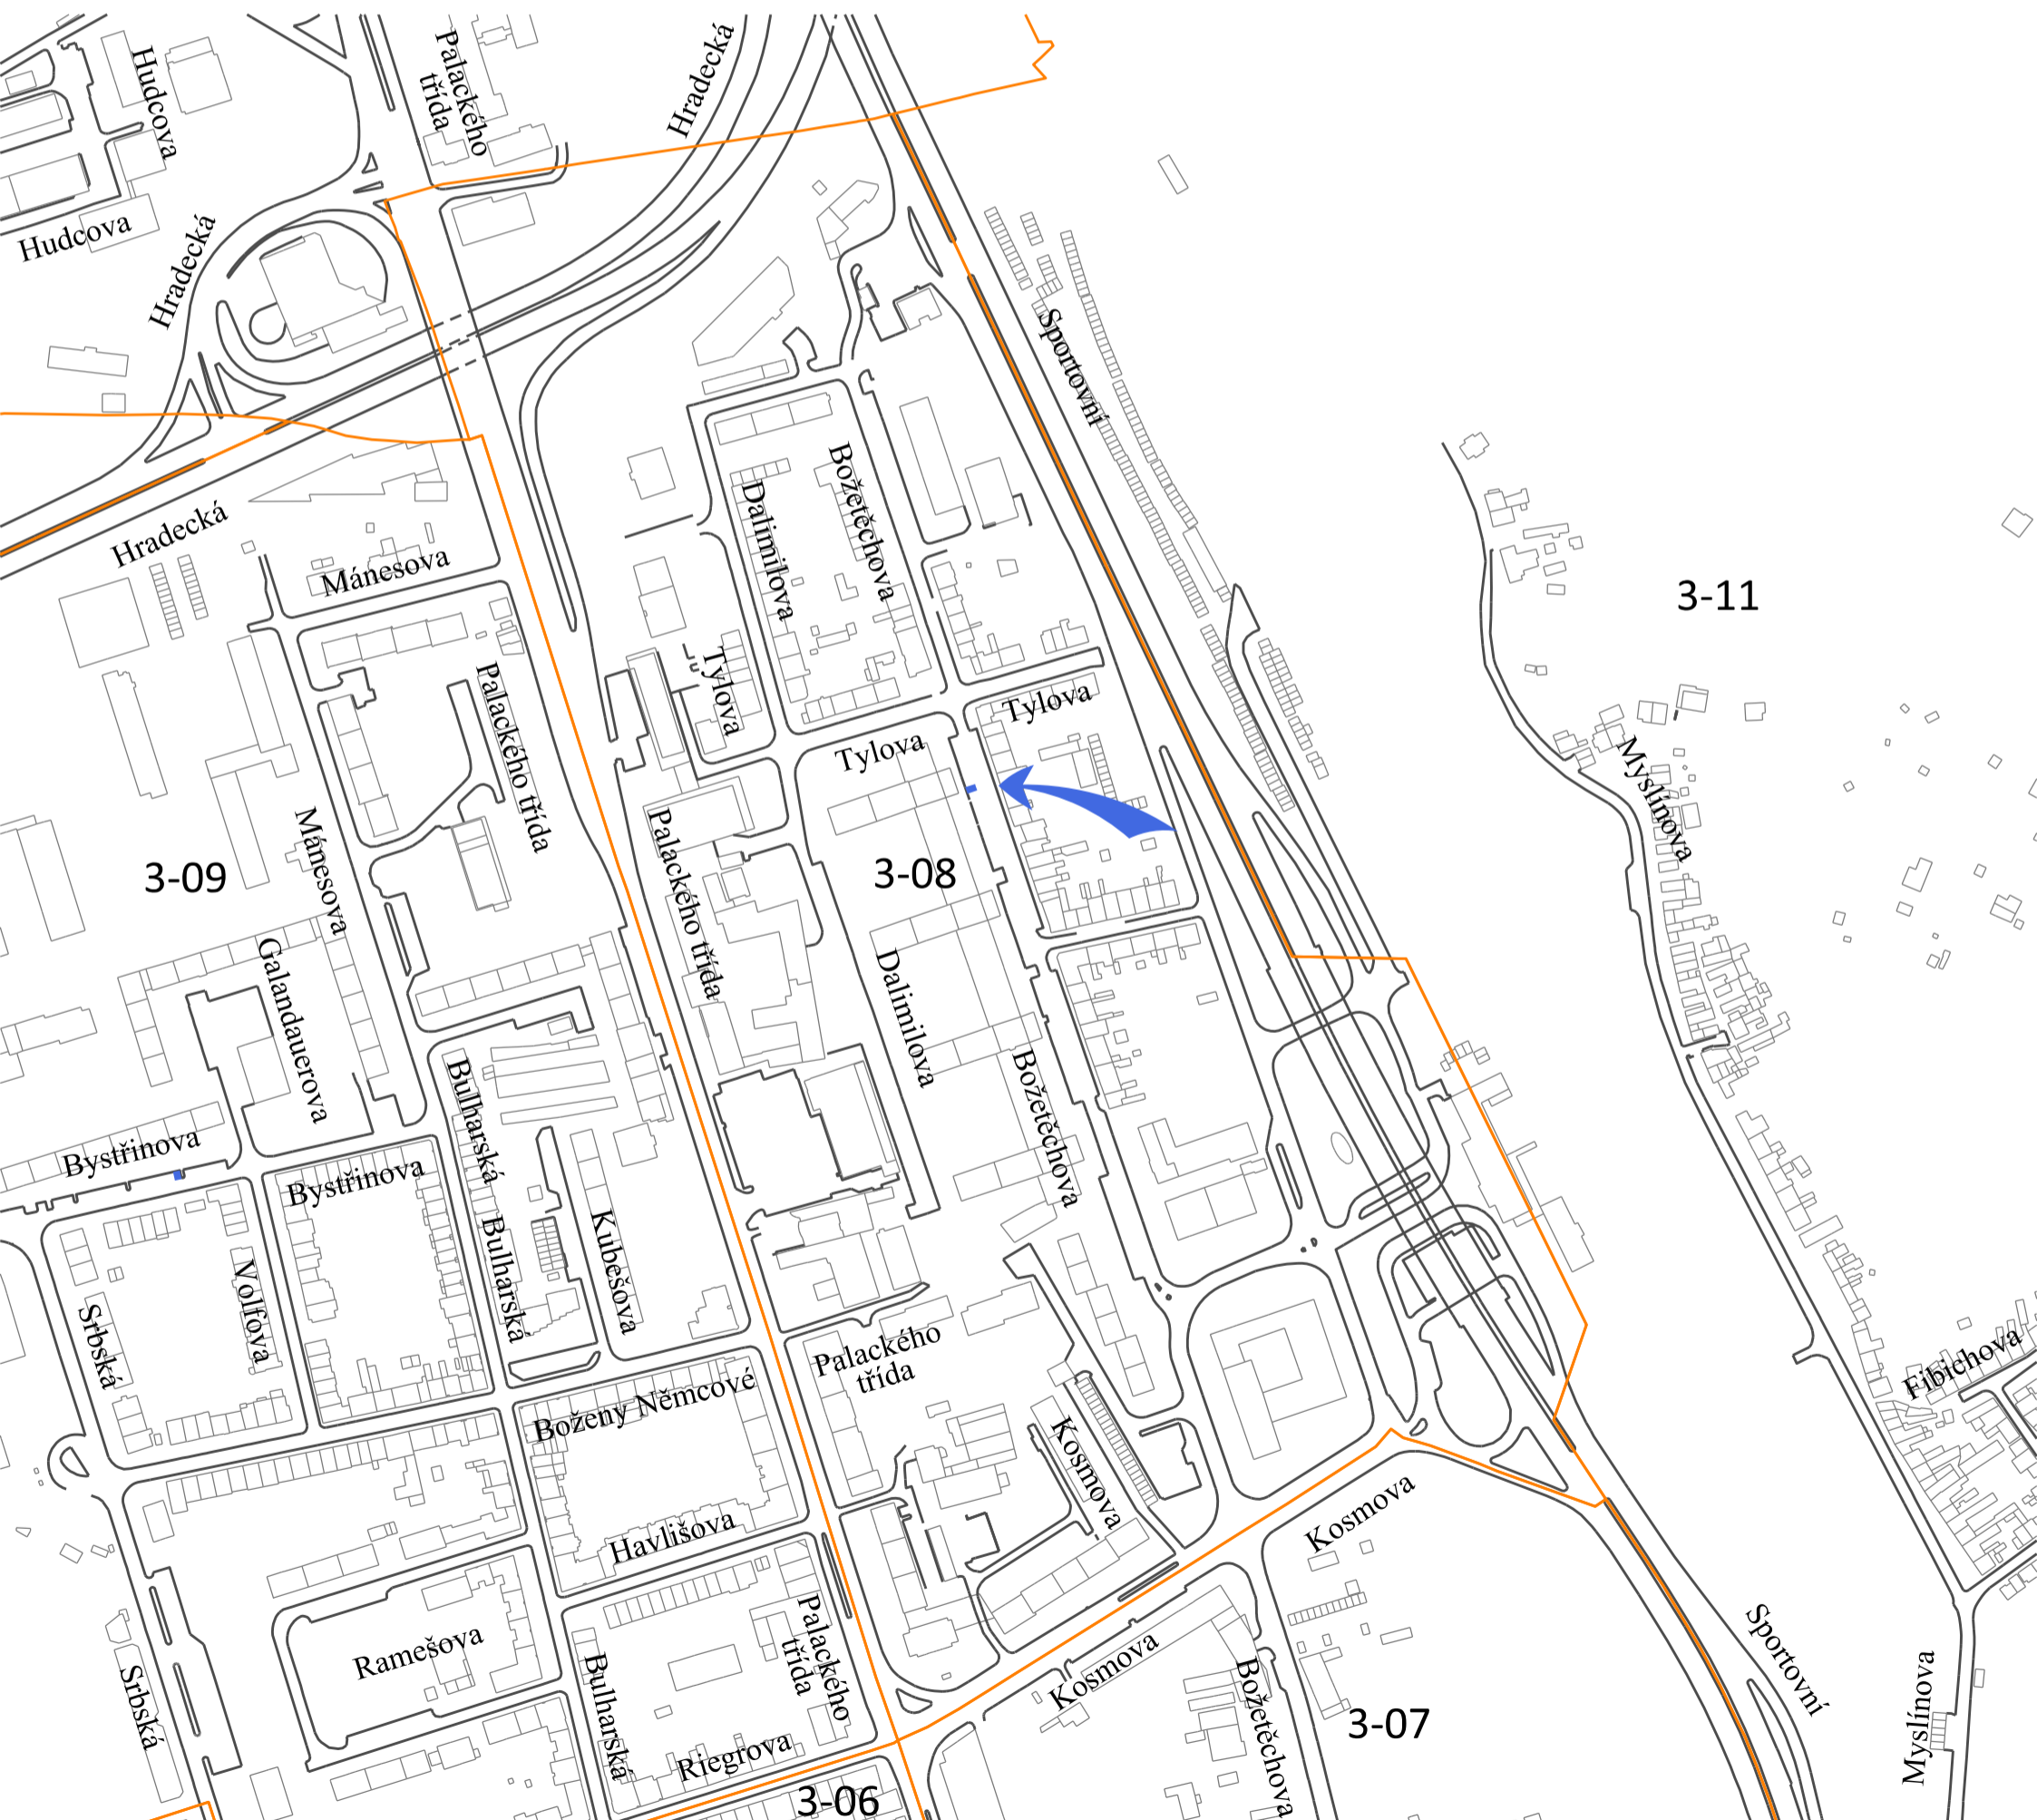 Palackého
třída
Hradecká
Hudcova
Hudcova
Hradecká
Sportovní
Hradecká
Mánesova
Božetěchova
Dalimilova
3-11
Tylova
Tylova
Palackého třída
Tylova
Myslínova
Mánesova
Palackého třída
3-09
3-08
Galandauerova
Dalimilova
Bulharská
Božetěchova
Bystřinova
Bystřinova
Bulharská
Kubešova
Volfova
Srbská
Palackého
třída
Fibichova
Boženy Němcové
Kosmova
Kosmova
Havlišova
Palackého
třída
Ramešova
Kosmova
Sportovní
Srbská
Bulharská
Božetěchova
Myslínova
3-07
Riegrova
3-06